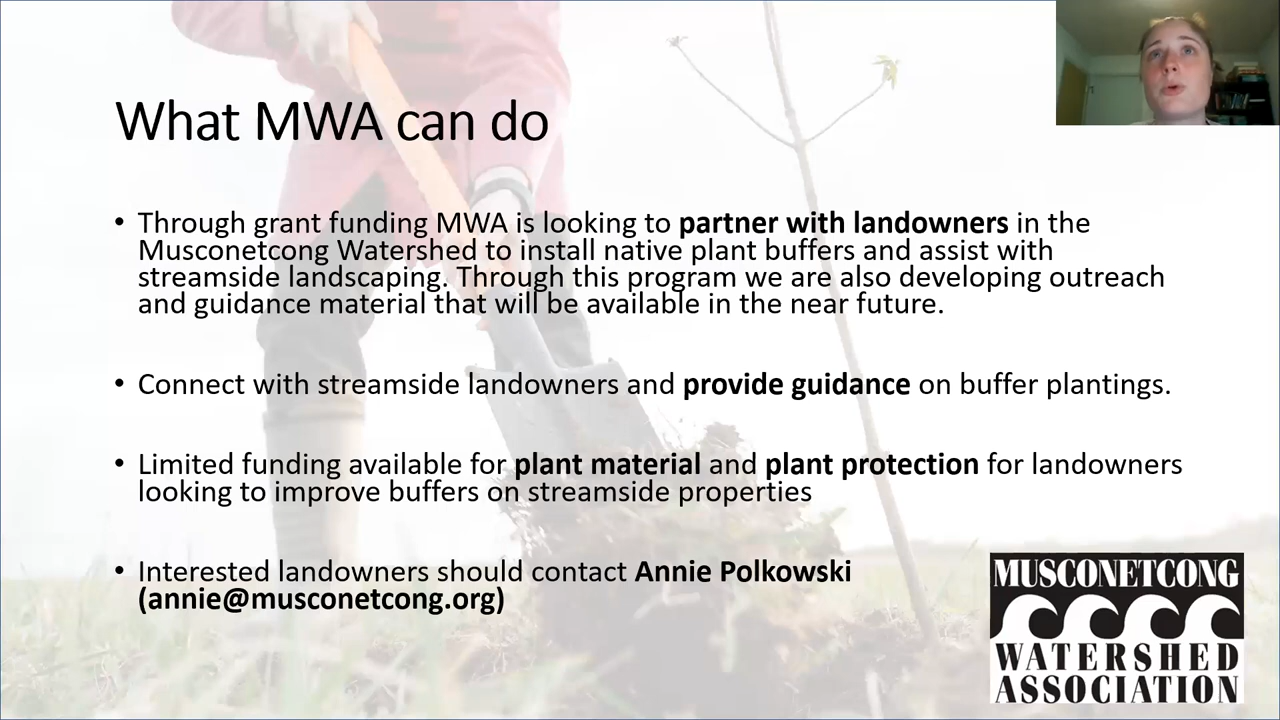 What MWA can do
• Through grant funding MWA is looking to partner with landowners in the
Musconetcong Watershed to install native plant buffers and assist with
streamside landscaping. Through this program we are also developing outreach
and guidance material that will be available in the near future.
• Connect with streamside landowners and provide guidance on buffer plantings.
• Limited funding available for plant material and plant protection for landowners
looking to improve buffers on streamside properties
• Interested landowners should contact Annie Polkowski
(annie@musconetcong.org)
MUSCONETCONG
WATERSHED
ASSOCIATION